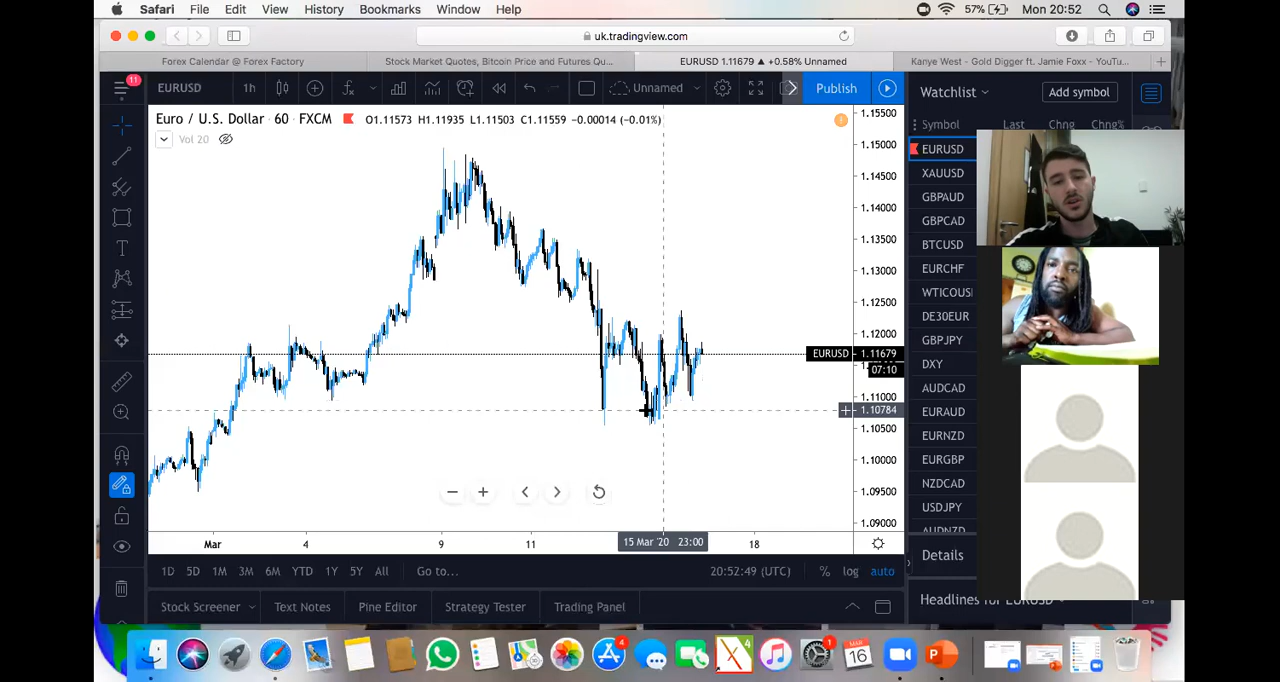 Safari File Edit View History Bookmarks Window Help 57% Mon 20:52
uk.tradingview.com
Forex Calendar @ Forex Factory Stock Market Quotes, Bitcoin Price and Futures Qu... EURUSD 1.11679 ▲ +0.58% Unnamed Kanye West - Gold Digger ft. Jamie Foxx - YouTu...
11
EURUSD 1h Unnamed Publish
Watchlist Add symbol
Euro / U.S. Dollar · 60 · FXCM O1.11573 H1.11935 L1.11503 C1.11559 -0.00014 (-0.01%)
Vol 20
Symbol Last Chng Chng%
EURUSD
XAUUSD
GBPAUD
GBPCAD
BTCUSD
EURCHF
WTICOUS
DE30EUR
GBPJPY
DXY
AUDCAD
EURAUD
EURNZD
EURGBP
NZDCAD
USDJPY
AUDNZD
1.15500
1.15000
1.14500
1.14000
1.13500
1.13000
1.12500
1.12000
EURUSD 1.11679
07:10
1.11000
1.10784
1.10500
1.10000
1.09500
1.09000
Mar 4 9 11 15 Mar '20 23:00 18
1D 5D 1M 3M 6M YTD 1Y 5Y All Go to... 20:52:49 (UTC) % log auto
Details
Stock Screener Text Notes Pine Editor Strategy Tester Trading Panel
Headlines for EURUSD
4
1
MAR
16